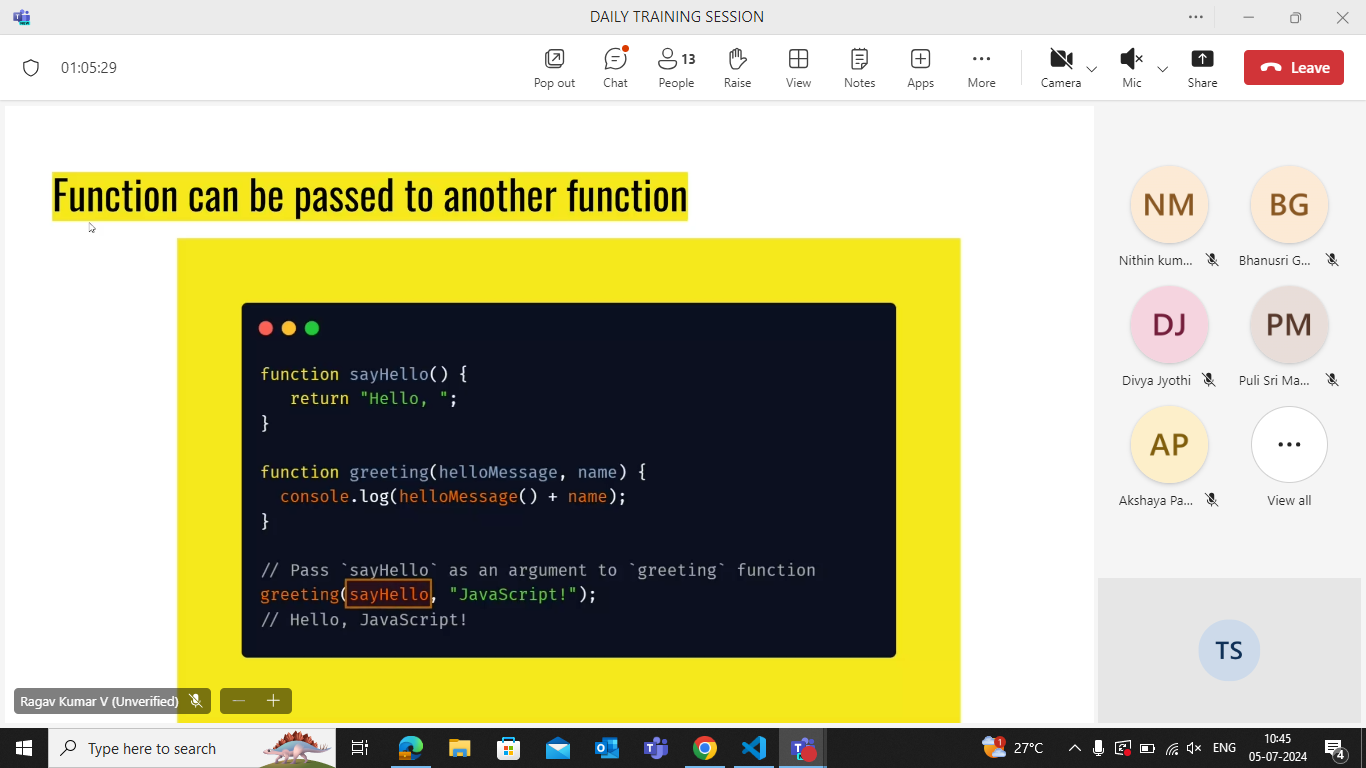 DAILY TRAINING SESSION
01:05:29
Pop out
Chat
13
People
Raise
View
Notes
Apps
More
Camera
Mic
Share
Leave
Function can be passed to another function
function sayHello() {
return "Hello, ";
}
function greeting(helloMessage, name) {
console.log(helloMessage() + name);
}
// Pass `sayHello` as an argument to `greeting` function
greeting(sayHello, "JavaScript!");
// Hello, JavaScript!
Ragav Kumar V (Unverified)
NM
BG
Nithin kum...
Bhanusri G...
DJ
PM
Divya Jyothi
Puli Sri Ma...
AP
Akshaya Pa...
View all
TS
Type here to search
1
27°C
ENG
10:45
05-07-2024
4